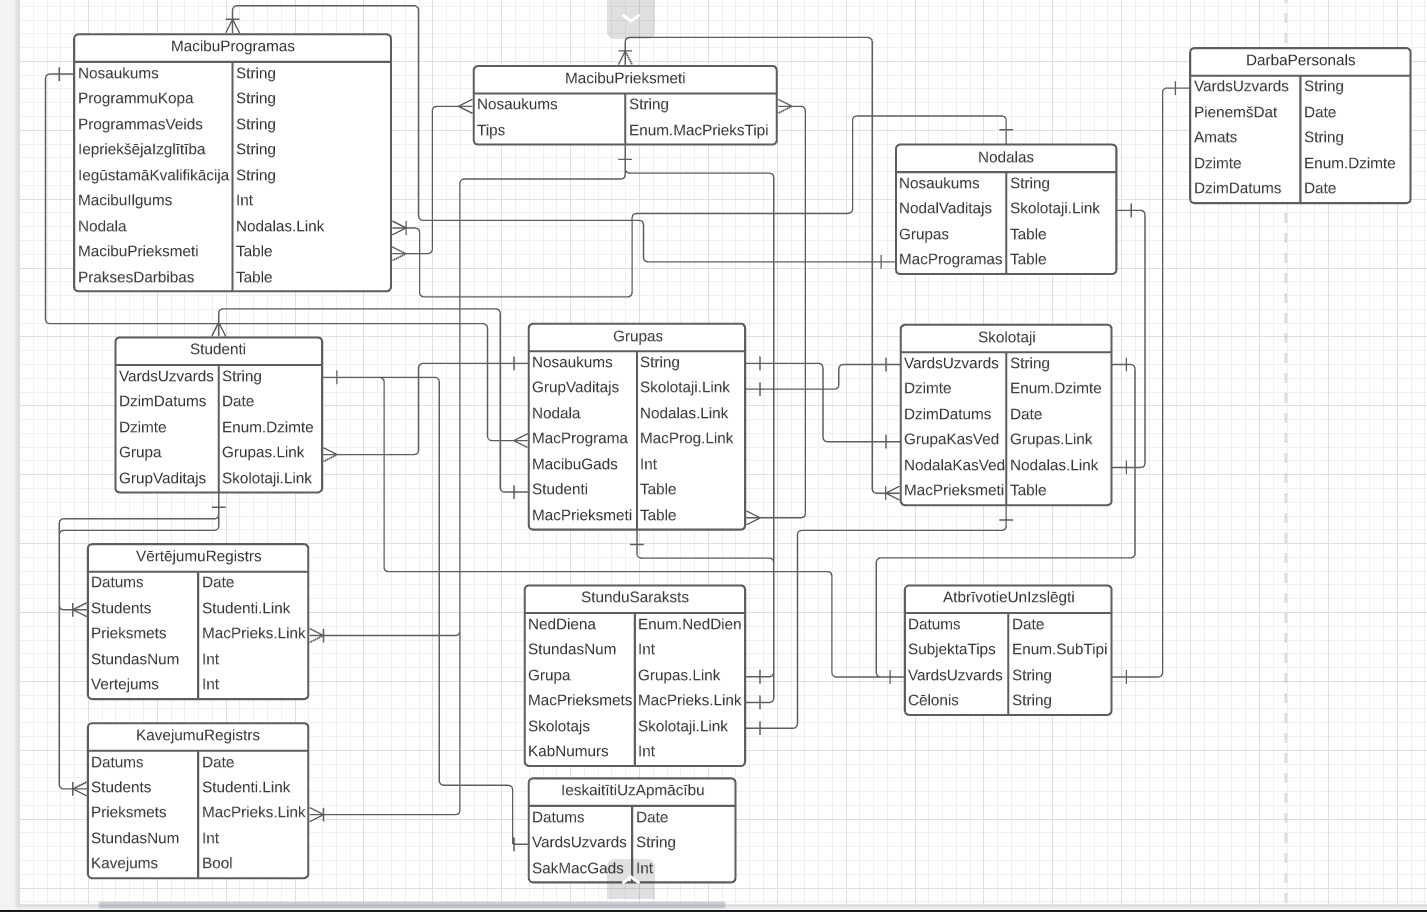 MacibuProgramas
Nosaukums String
ProgrammuKopa String
ProgrammasVeids String
IepriekšējaIzglītība String
IegūstamāKvalifikācija String
MacibuIlgums Int
Nodala Nodalas.Link
MacibuPrieksmeti Table
PraksesDarbibas Table
MacibuPrieksmeti
Nosaukums String
Tips Enum.MacPrieksTipi
DarbaPersonals
VardsUzvards String
PienemšDat Date
Amats String
Dzimte Enum.Dzimte
DzimDatums Date
Nodalas
Nosaukums String
NodalVaditajs Skolotaji.Link
Grupas Table
MacProgramas Table
Studenti
VardsUzvards String
DzimDatums Date
Dzimte Enum.Dzimte
Grupa Grupas.Link
GrupVaditajs Skolotaji.Link
Grupas
Nosaukums String
GrupVaditajs Skolotaji.Link
Nodala Nodalas.Link
MacPrograma MacProg.Link
MacibuGads Int
Studenti Table
MacPrieksmeti Table
Skolotaji
VardsUzvards String
Dzimte Enum.Dzimte
DzimDatums Date
GrupaKasVed Grupas.Link
NodalaKasVed Nodalas.Link
MacPrieksmeti Table
VērtējumuRegistrs
Datums Date
Students Studenti.Link
Prieksmets MacPrieks.Link
StundasNum Int
Vertejums Int
StunduSaraksts
NedDiena Enum.NedDien
StundasNum Int
Grupa Grupas.Link
MacPrieksmets MacPrieks.Link
Skolotajs Skolotaji.Link
KabNumurs Int
AtbrīvotieUnIzslēgti
Datums Date
SubjektaTips Enum.SubTipi
VardsUzvards String
Cēlonis String
KavejumuRegistrs
Datums Date
Students Studenti.Link
Prieksmets MacPrieks.Link
StundasNum Int
Kavejums Bool
IeskaitītiUzApmācību
Datums Date
VardsUzvards String
SakMacGads Int